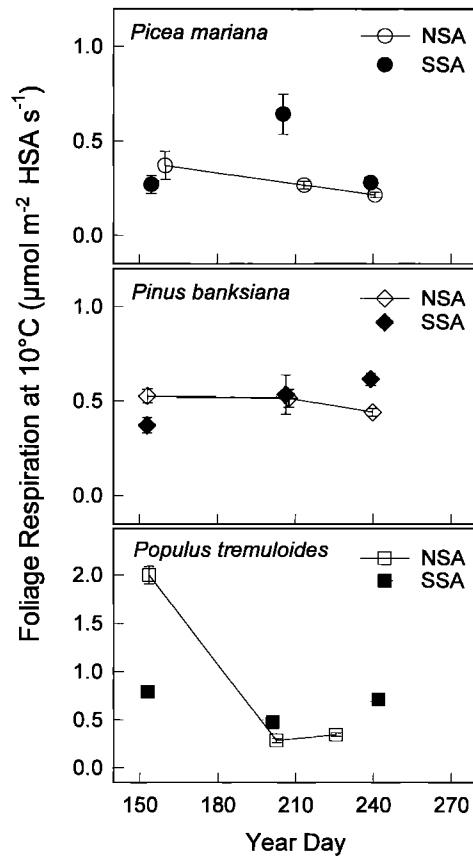 Foliage Respiration at 10°C (µmol m⁻² HSA s⁻¹)
Picea mariana
NSA
SSA
1.0
0.5
0.0
Pinus banksiana
NSA
SSA
1.0
0.5
0.0
Populus tremuloides
NSA
SSA
2.0
1.5
1.0
0.5
0.0
150 180 210 240 270
Year Day